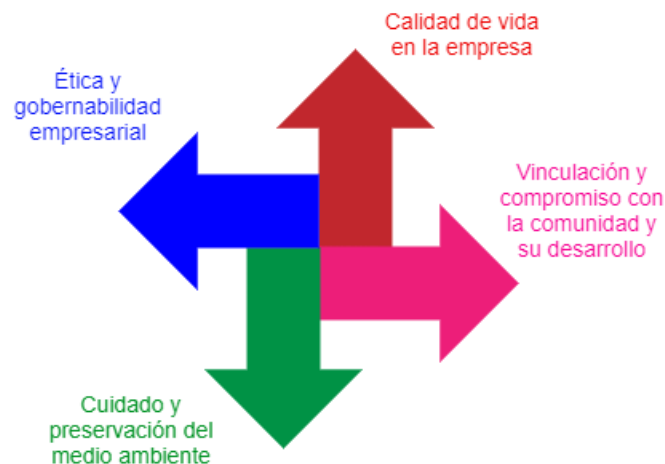 Calidad de vida
en la empresa
Ética y
gobernabilidad
empresarial
Vinculación y
compromiso con
la comunidad y
su desarrollo
Cuidado y
preservación del
medio ambiente